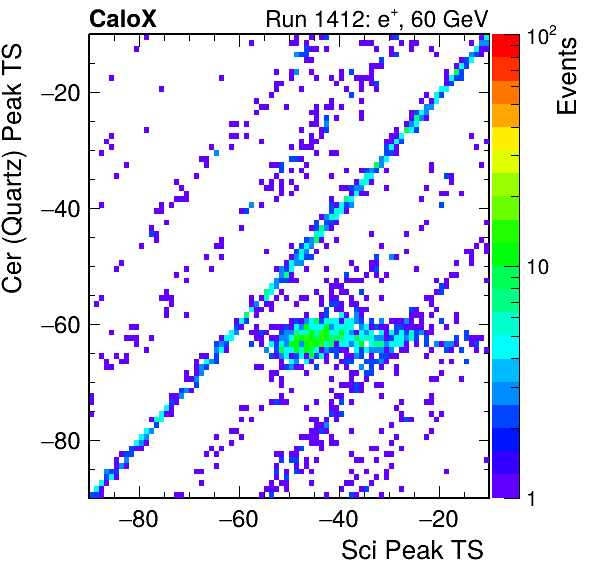 CaloX Run 1412: e⁺, 60 GeV
Cer (Quartz) Peak TS
−20
−40
−60
−80
−80 −60 −40 −20
Sci Peak TS
10²
10
1
Events